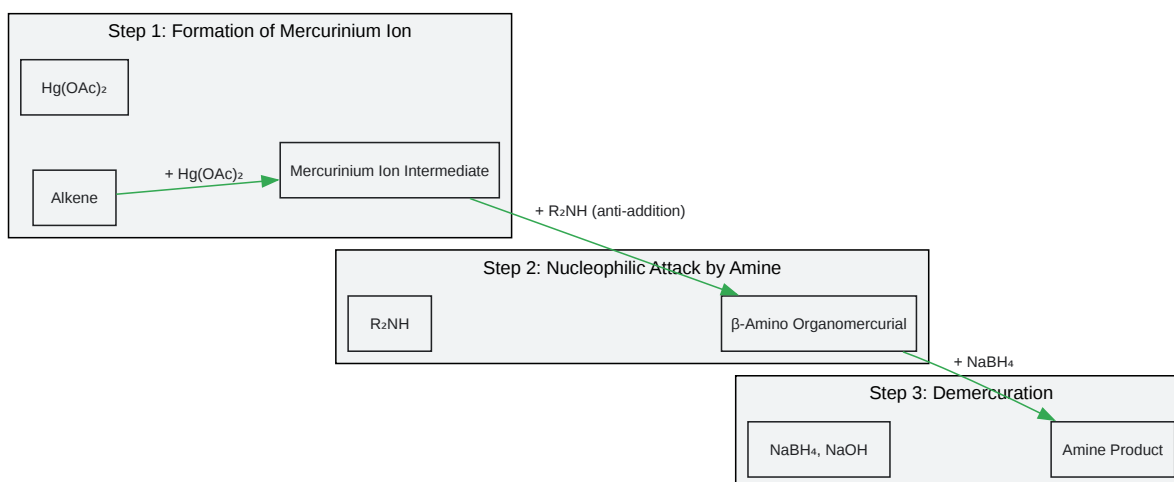 Step 1: Formation of Mercurinium Ion
Hg(OAc)₂
Alkene
+ Hg(OAc)₂
Mercurinium Ion Intermediate
+ R₂NH (anti-addition)
Step 2: Nucleophilic Attack by Amine
R₂NH
β-Amino Organomercurial
+ NaBH₄
Step 3: Demercuration
NaBH₄, NaOH
Amine Product